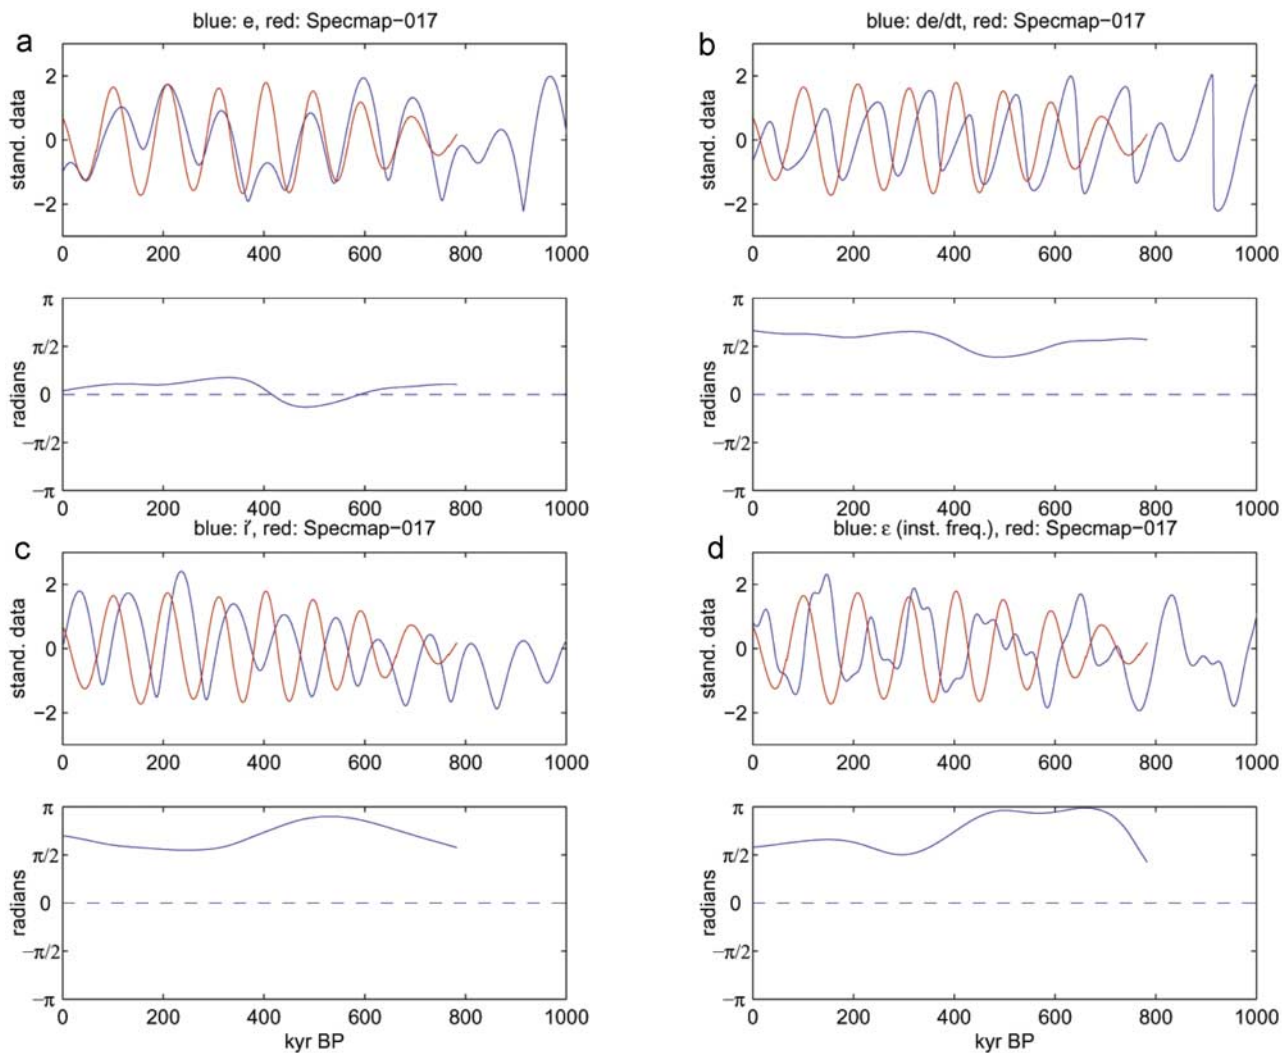 a
blue: e, red: Specmap−017
stand. data
2
0
−2
0 200 400 600 800 1000
radians
π
π/2
0
−π/2
−π
0 200 400 600 800 1000
b
blue: de/dt, red: Specmap−017
stand. data
2
0
−2
0 200 400 600 800 1000
radians
π
π/2
0
−π/2
−π
0 200 400 600 800 1000
c
blue: i', red: Specmap−017
stand. data
2
0
−2
0 200 400 600 800 1000
radians
π
π/2
0
−π/2
−π
0 200 400 600 800 1000
kyr BP
d
blue: ε (inst. freq.), red: Specmap−017
stand. data
2
0
−2
0 200 400 600 800 1000
radians
π
π/2
0
−π/2
−π
0 200 400 600 800 1000
kyr BP